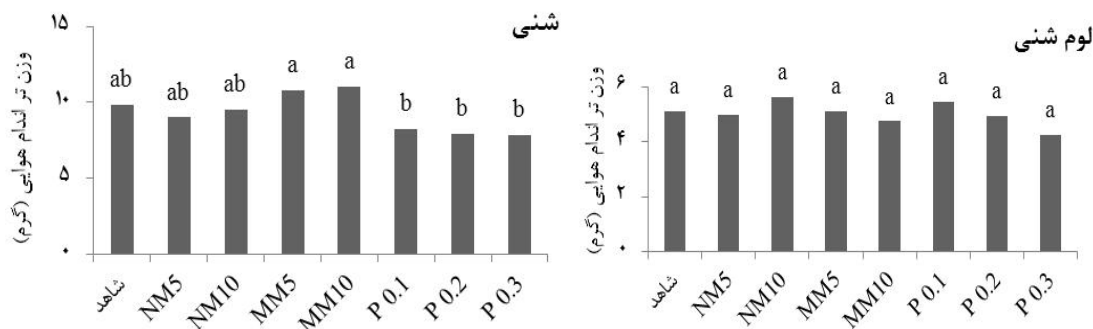 شنی
وزن تر اندام هوایی (گرم)
۱۵
۱۰
۵
۰
ab ab ab a a b b b
شاهد NM5 NM10 MM5 MM10 P 0.1 P 0.2 P 0.3
لوم شنی
وزن تر اندام هوایی (گرم)
۶
۴
۲
۰
a a a a a a a a
شاهد NM5 NM10 MM5 MM10 P 0.1 P 0.2 P 0.3